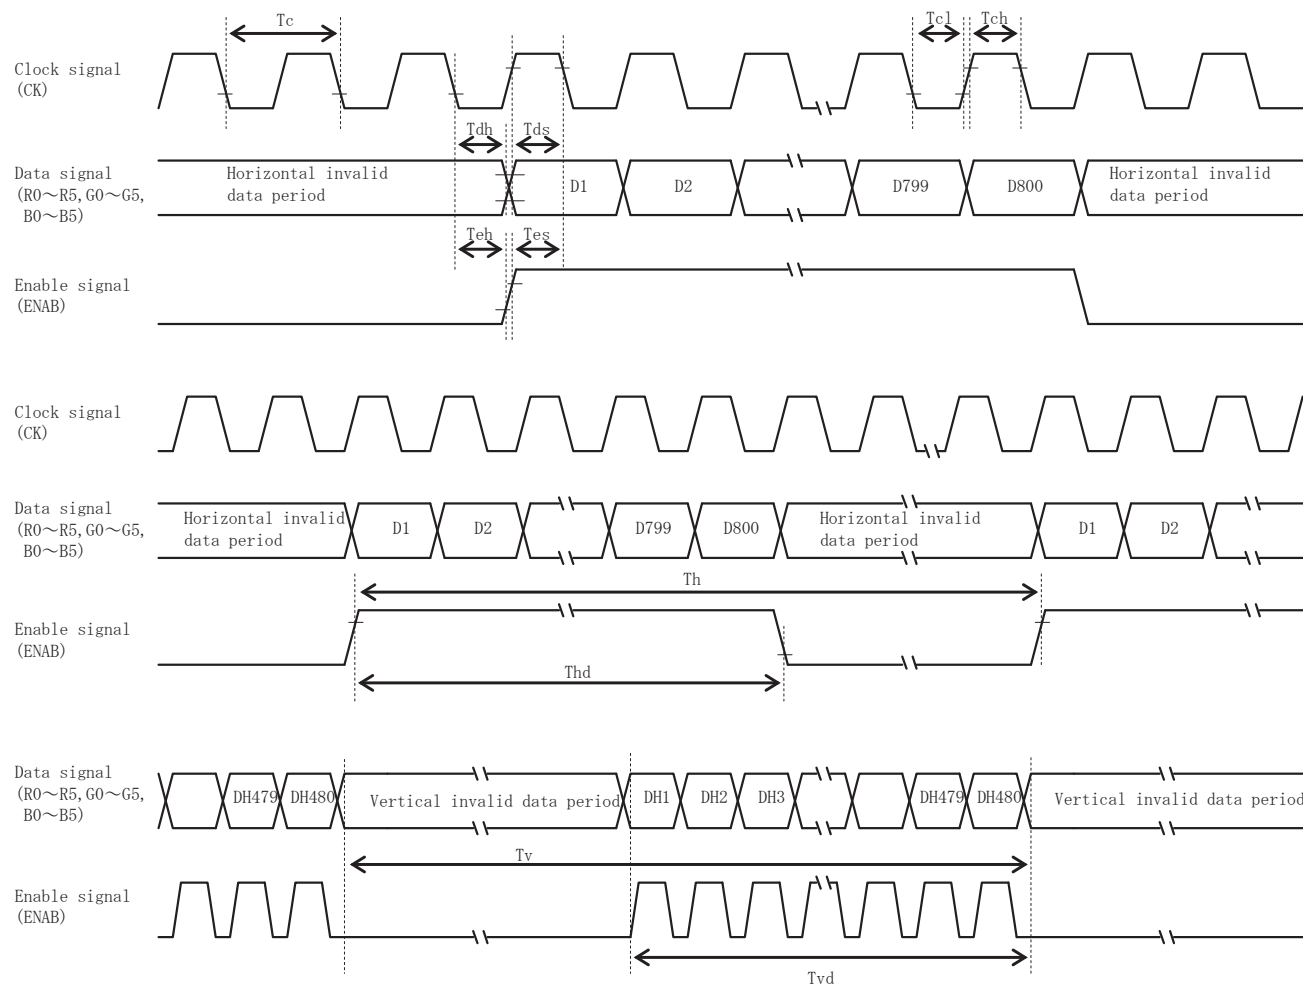 Tc
Tcl
Tch
Clock signal
(CK)
Tdh
Tds
Data signal
(R0～R5,G0～G5,
B0～B5)
Horizontal invalid
data period
D1
D2
D799
D800
Horizontal invalid
data period
Teh
Tes
Enable signal
(ENAB)
Clock signal
(CK)
Data signal
(R0～R5,G0～G5,
B0～B5)
Horizontal invalid
data period
D1
D2
D799
D800
Horizontal invalid
data period
D1
D2
Th
Enable signal
(ENAB)
Thd
Data signal
(R0～R5,G0～G5,
B0～B5)
DH479
DH480
Vertical invalid data period
DH1
DH2
DH3
DH479
DH480
Vertical invalid data period
Tv
Enable signal
(ENAB)
Tvd